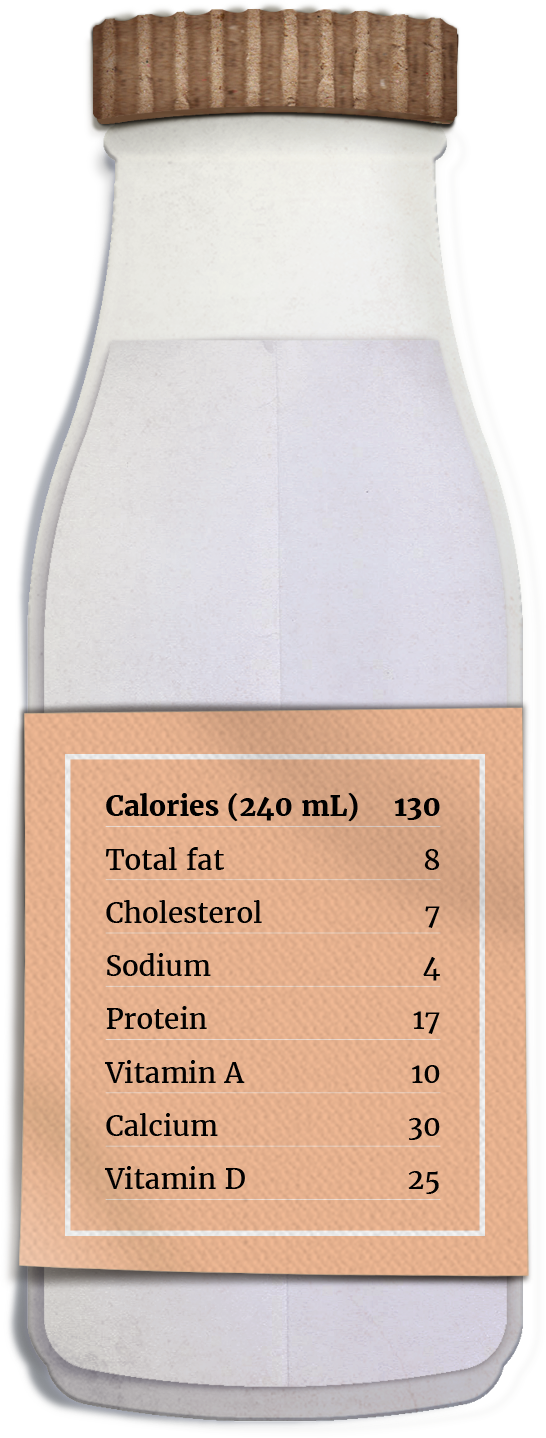 Calories (240 mL) 130
Total fat 8
Cholesterol 7
Sodium 4
Protein 17
Vitamin A 10
Calcium 30
Vitamin D 25